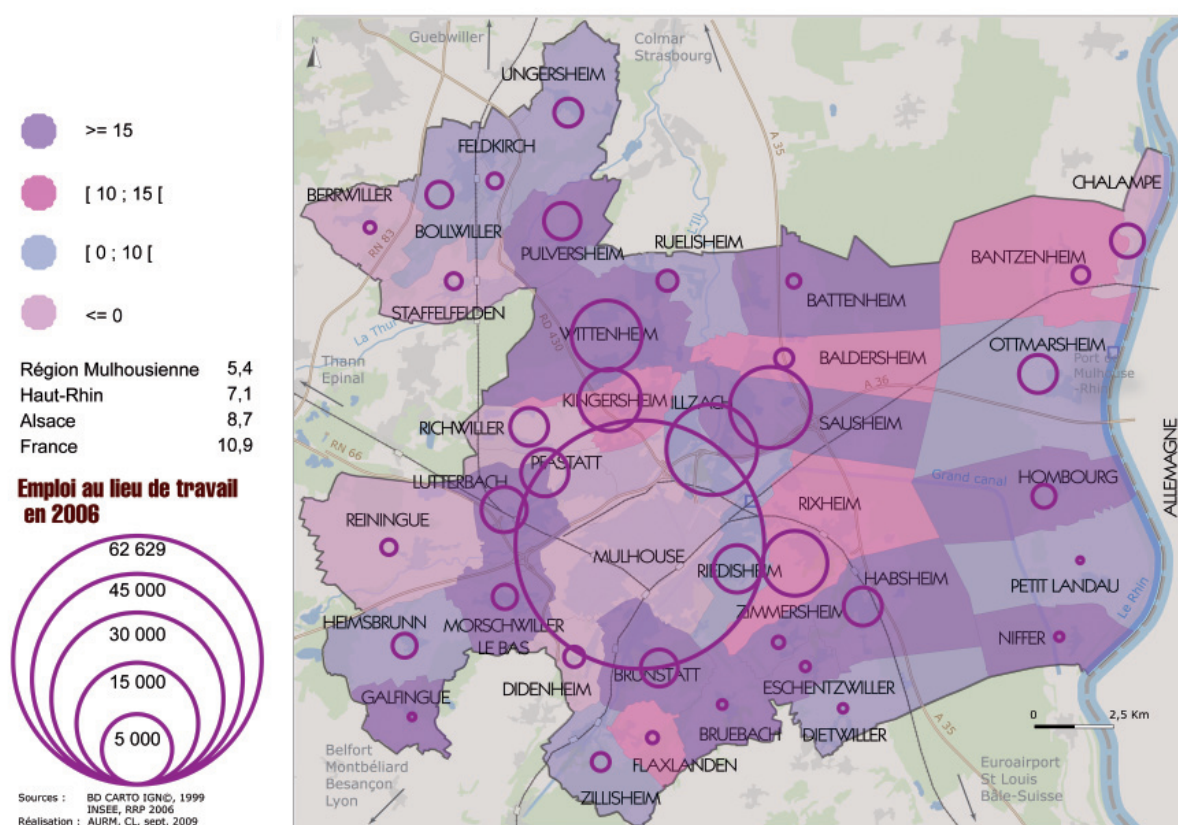 >= 15
[ 10 ; 15 [
[ 0 ; 10 [
<= 0
Région Mulhousienne 5,4
Haut-Rhin 7,1
Alsace 8,7
France 10,9
Emploi au lieu de travail
en 2006
62 629
45 000
30 000
15 000
5 000
Sources : BD CARTO IGN©, 1999
INSEE, RRP 2006
Réalisation : AURM, CL, sept. 2009
N
Guebwiller
Colmar
Strasbourg
UNGERSHEIM
A 35
FELDKIRCH
BERRWILLER
CHALAMPE
RN 83
BOLLWILLER
L'Ill
PULVERSHEIM
RUELISHEIM
BANTZENHEIM
STAFFELFELDEN
BATTENHEIM
La Thur
RD 430
WITTENHEIM
OTTMARSHEIM
Thann
Epinal
BALDERSHEIM
Port de
Mulhouse
-Rhin
A 36
KINGERSHEIM
ILLZACH
RICHWILLER
SAUSHEIM
RN 66
PFASTATT
LUTTERBACH
Grand canal
HOMBOURG
ALLEMAGNE
REININGUE
RIXHEIM
MULHOUSE
RIEDISHEIM
HABSHEIM
PETIT LANDAU
Le Rhin
ZIMMERSHEIM
HEIMSBRUNN
MORSCHWILLER
LE BAS
NIFFER
BRUNSTATT
DIDENHEIM
ESCHENTZWILLER
GALFINGUE
A 35
0 2,5 Km
BRUEBACH
DIETWILLER
Belfort
Montbéliard
Besançon
Lyon
FLAXLANDEN
Euroairport
St Louis
Bâle-Suisse
ZILLISHEIM